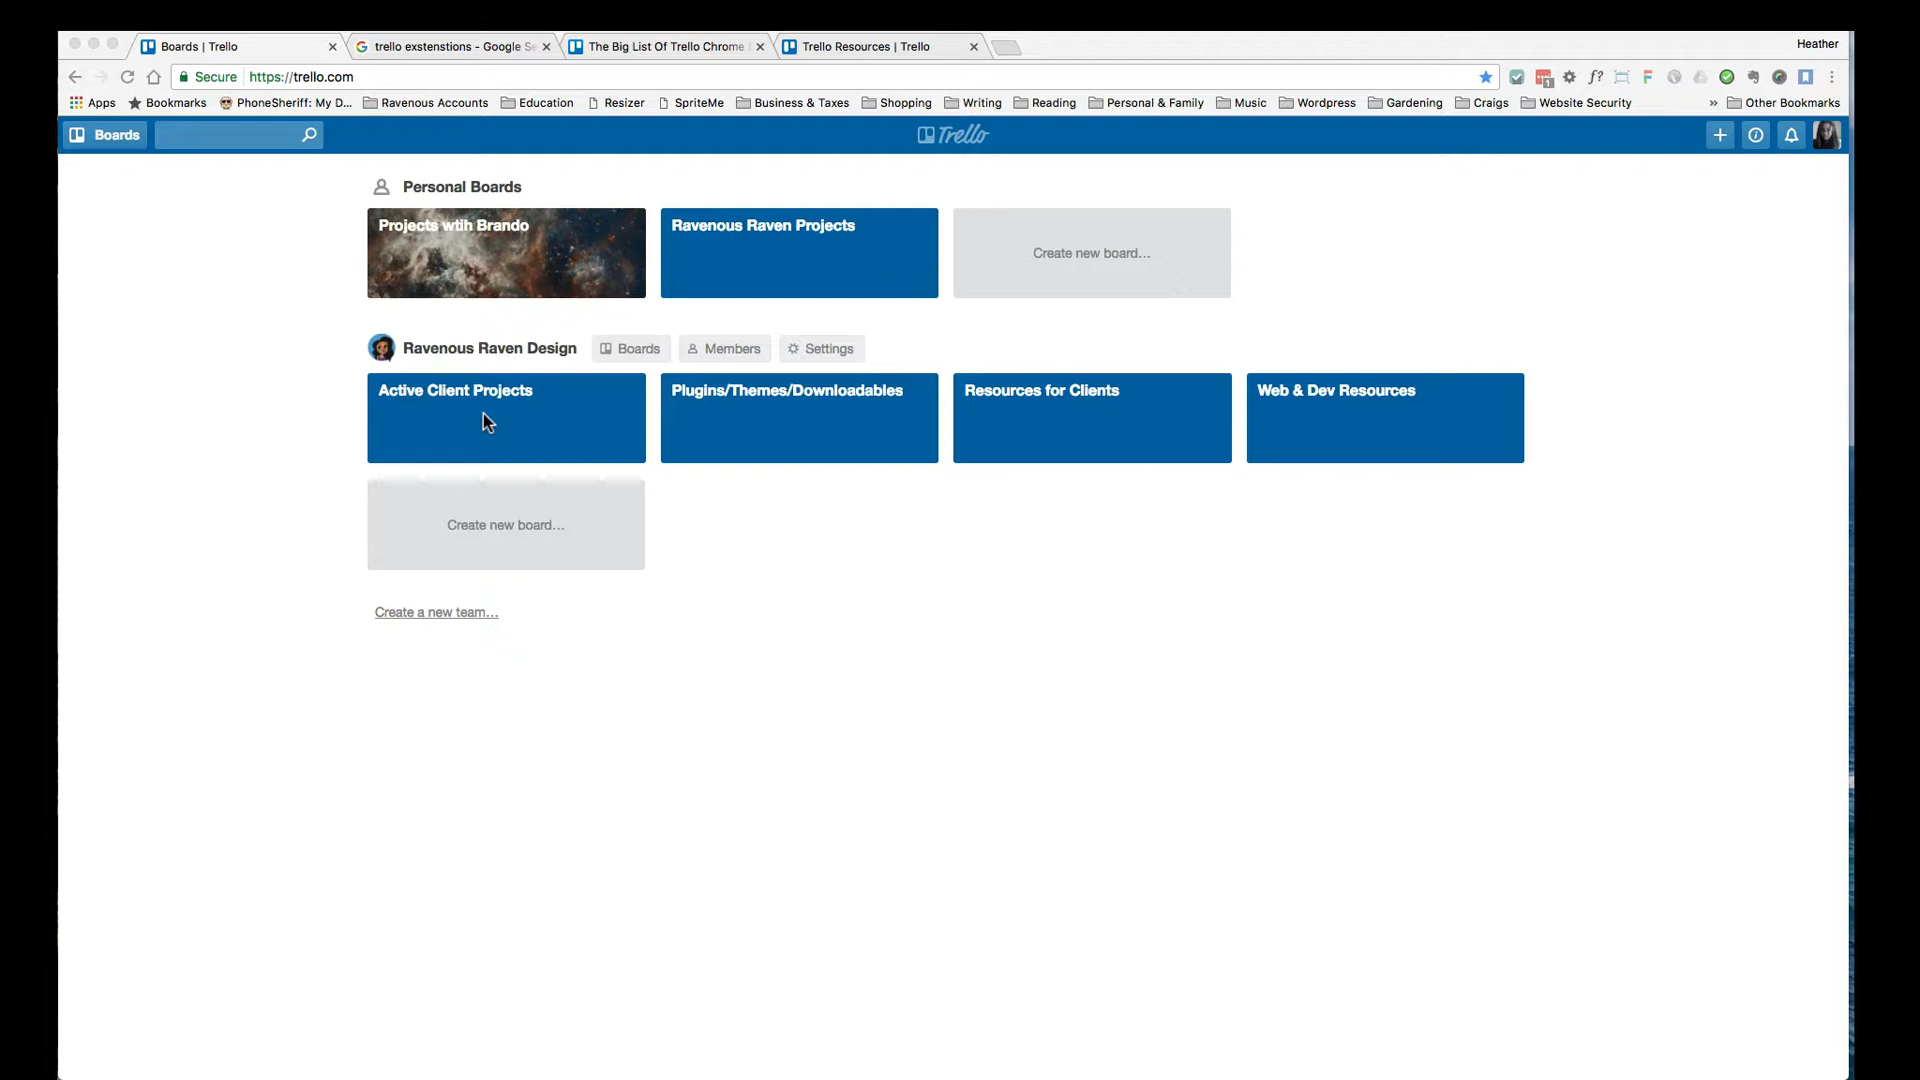 Boards | Trello
trello exstenstions - Google Se
The Big List Of Trello Chrome
Trello Resources | Trello
Heather
Secure
https://trello.com
f?
F
1
Apps
Bookmarks
PhoneSheriff: My D...
Ravenous Accounts
Education
Resizer
SpriteMe
Business & Taxes
Shopping
Writing
Reading
Personal & Family
Music
Wordpress
Gardening
Craigs
Website Security
»
Other Bookmarks
Boards
Trello
Personal Boards
Projects wtih Brando
Ravenous Raven Projects
Create new board...
Ravenous Raven Design
Boards
Members
Settings
Active Client Projects
Plugins/Themes/Downloadables
Resources for Clients
Web & Dev Resources
Create new board...
Create a new team...